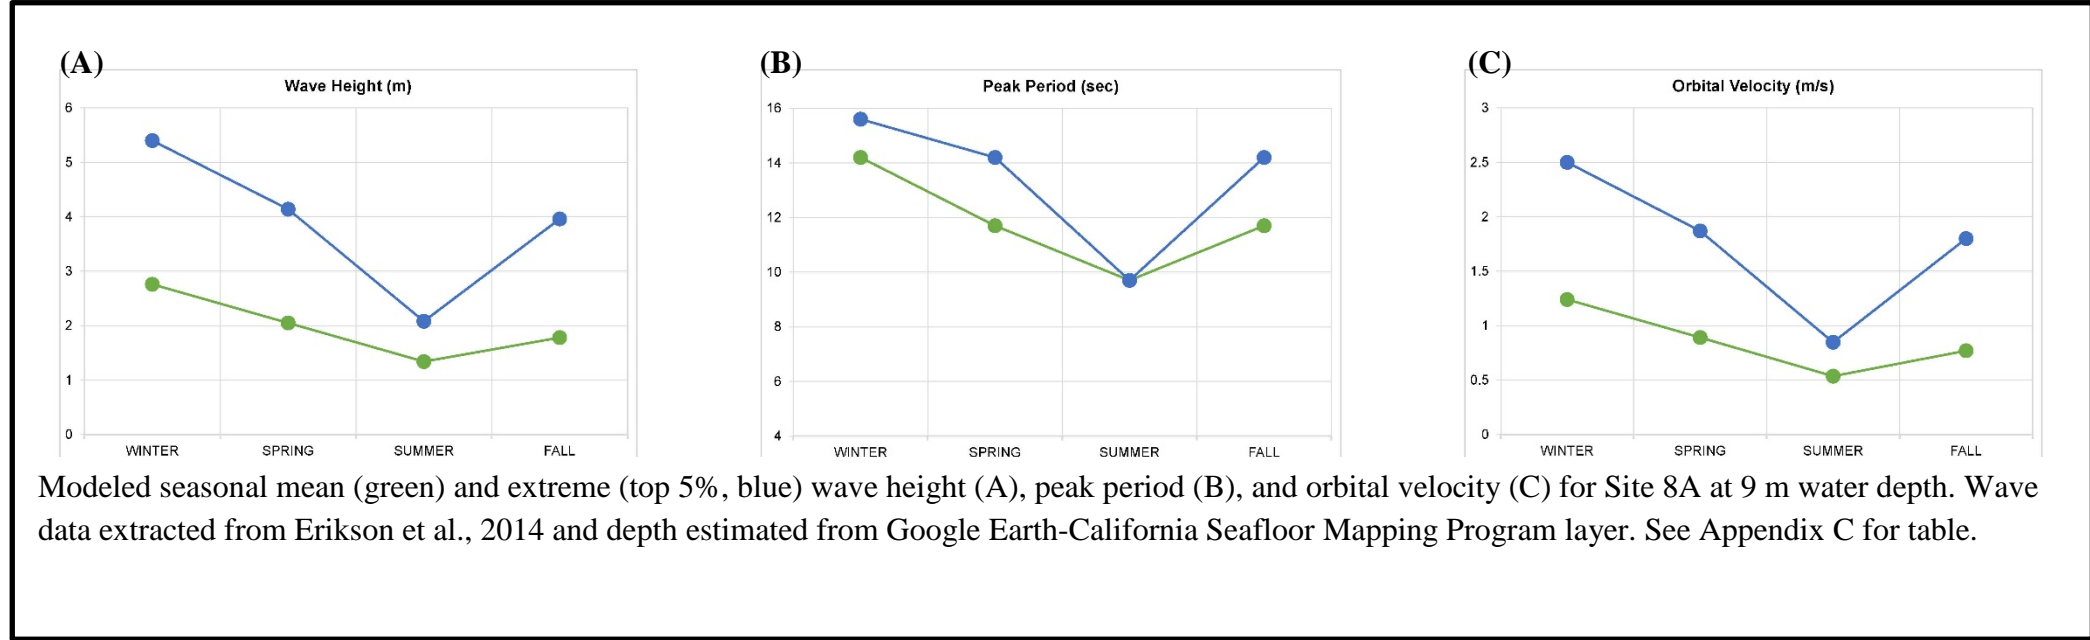 (A)
Wave Height (m)
6
5
4
3
2
1
0
WINTER SPRING SUMMER FALL
(B)
Peak Period (sec)
16
14
12
10
8
6
4
WINTER SPRING SUMMER FALL
(C)
Orbital Velocity (m/s)
3
2.5
2
1.5
1
0.5
0
WINTER SPRING SUMMER FALL
Modeled seasonal mean (green) and extreme (top 5%, blue) wave height (A), peak period (B), and orbital velocity (C) for Site 8A at 9 m water depth. Wave
data extracted from Erikson et al., 2014 and depth estimated from Google Earth-California Seafloor Mapping Program layer. See Appendix C for table.